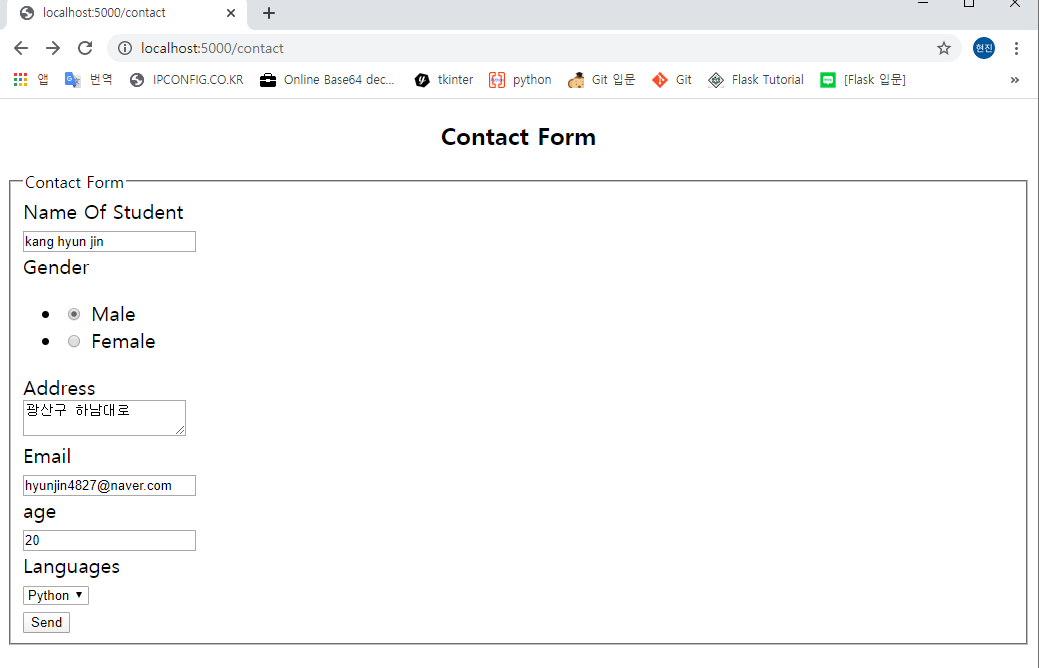 localhost:5000/contact
localhost:5000/contact
현진
앱 번역 IPCONFIG.CO.KR Online Base64 dec... tkinter python Git 입문 Git Flask Tutorial [Flask 입문] »
Contact Form
Contact Form
Name Of Student
kang hyun jin
Gender
Male
Female
Address
광산구 하남대로
Email
hyunjin4827@naver.com
age
20
Languages
Python
Send